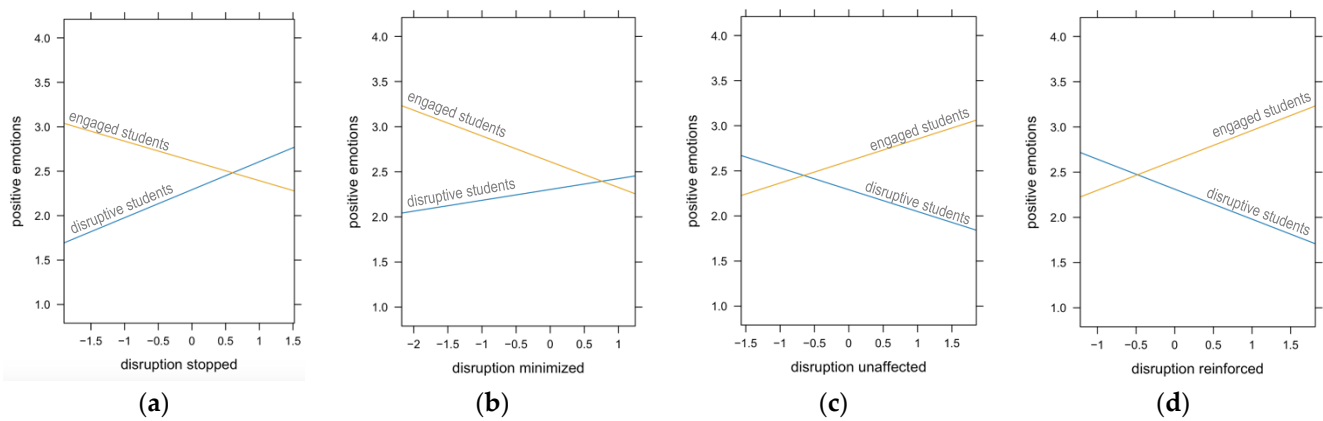 4.0
3.5
3.0
2.5
2.0
1.5
1.0
positive emotions
engaged students
disruptive students
−1.5 −1 −0.5 0 0.5 1 1.5
disruption stopped
(a)
4.0
3.5
3.0
2.5
2.0
1.5
1.0
positive emotions
engaged students
disruptive students
−2 −1.5 −1 −0.5 0 0.5 1
disruption minimized
(b)
4.0
3.5
3.0
2.5
2.0
1.5
1.0
positive emotions
engaged students
disruptive students
−1.5 −1 −0.5 0 0.5 1 1.5
disruption unaffected
(c)
4.0
3.5
3.0
2.5
2.0
1.5
1.0
positive emotions
engaged students
disruptive students
−1 −0.5 0 0.5 1 1.5
disruption reinforced
(d)